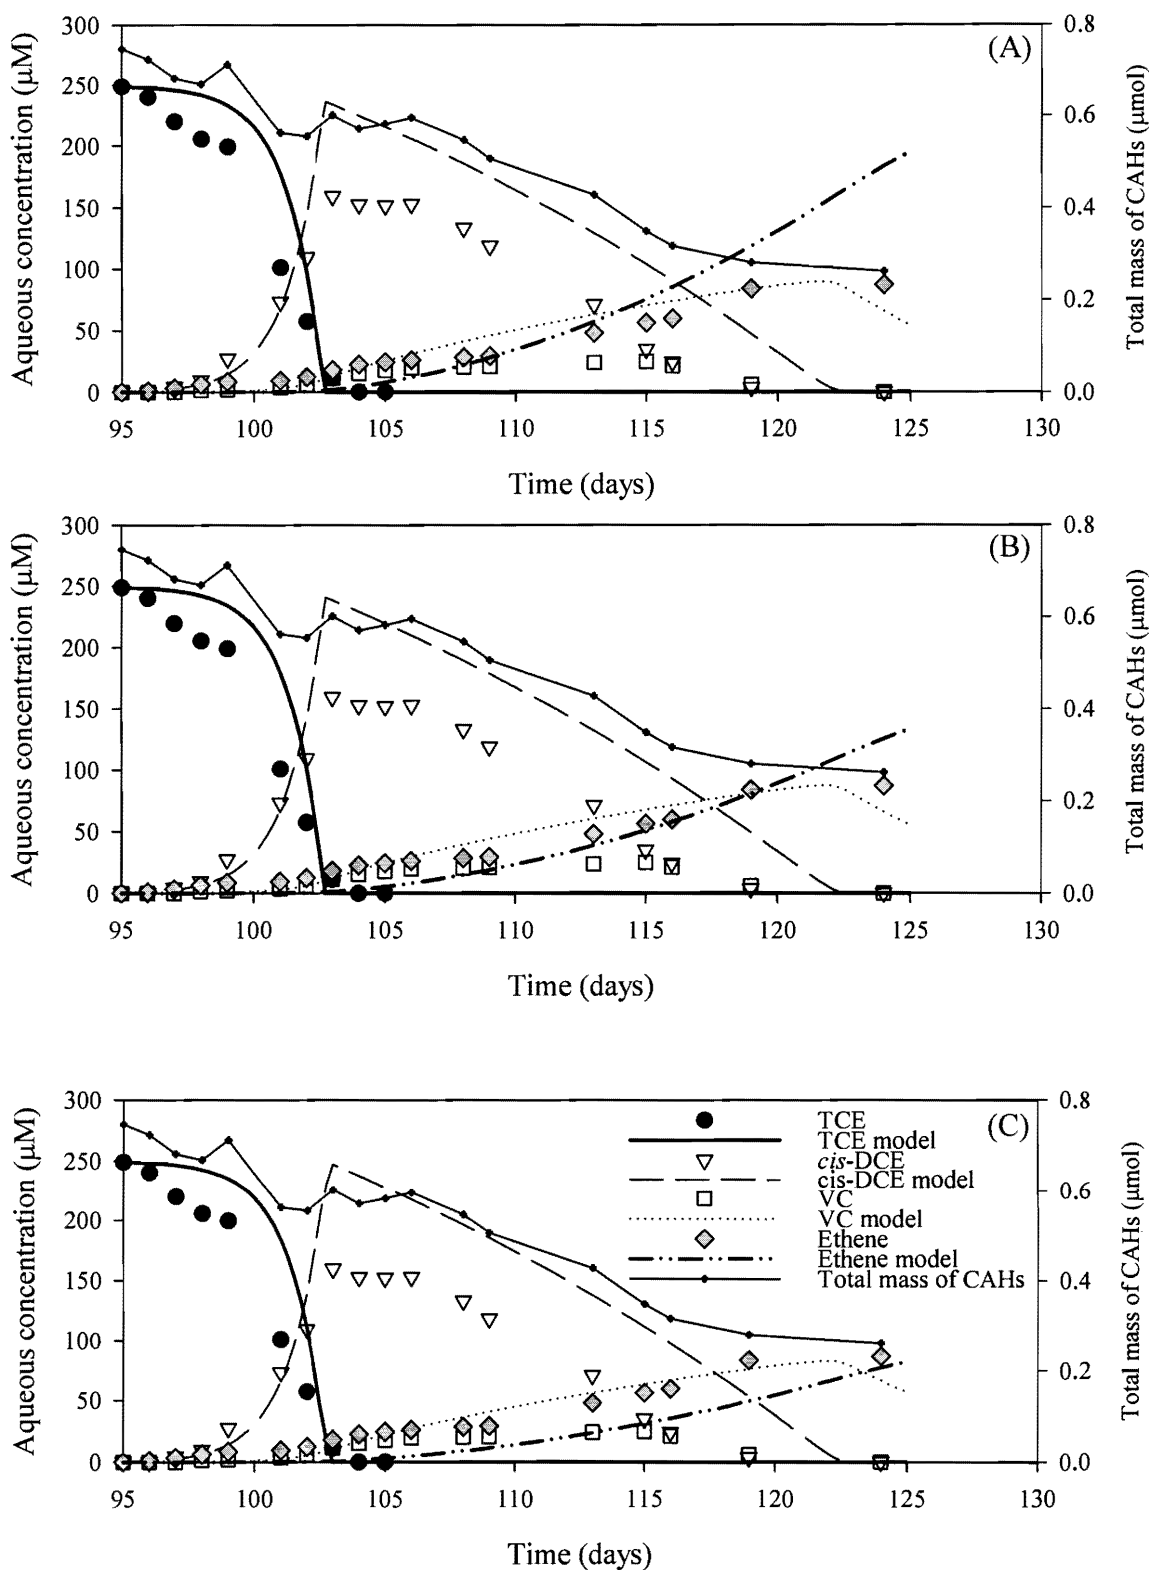 (A)
Aqueous concentration (μM)
300
250
200
150
100
50
0
0.8
0.6
0.4
0.2
0.0
Total mass of CAHs (μmol)
95 100 105 110 115 120 125 130
Time (days)
(B)
Aqueous concentration (μM)
300
250
200
150
100
50
0
0.8
0.6
0.4
0.2
0.0
Total mass of CAHs (μmol)
95 100 105 110 115 120 125 130
Time (days)
(C)
Aqueous concentration (μM)
300
250
200
150
100
50
0
TCE
TCE model
cis-DCE
cis-DCE model
VC
VC model
Ethene
Ethene model
Total mass of CAHs
0.8
0.6
0.4
0.2
0.0
Total mass of CAHs (μmol)
95 100 105 110 115 120 125 130
Time (days)